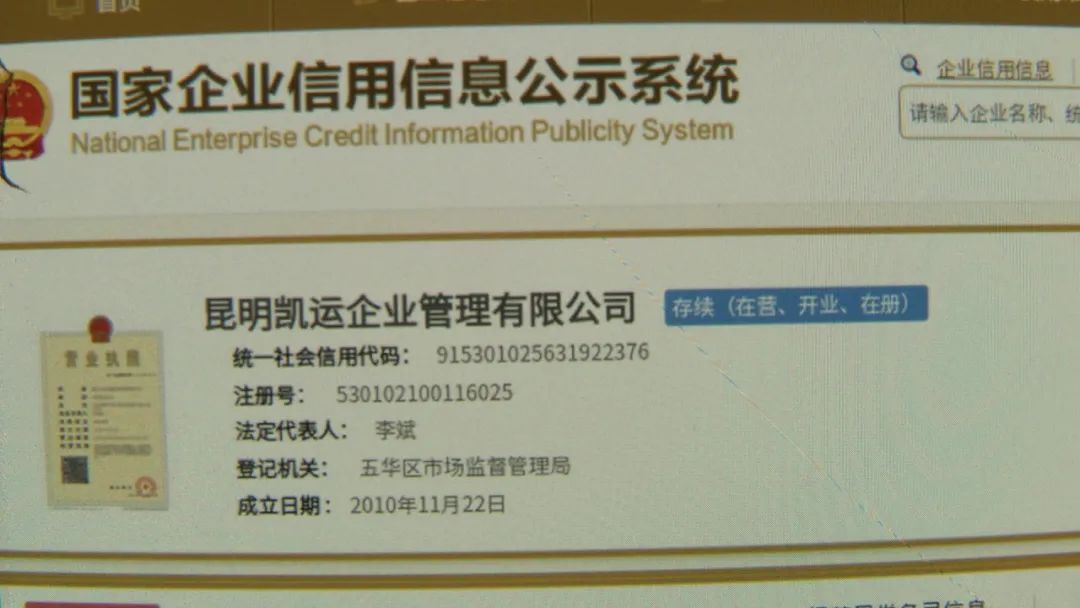 首页
国家企业信用信息公示系统
National Enterprise Credit Information Publicity System
企业信用信息
请输入企业名称、统
昆明凯运企业管理有限公司
存续（在营、开业、在册）
统一社会信用代码： 915301025631922376
注册号： 530102100116025
法定代表人： 李斌
登记机关： 五华区市场监督管理局
成立日期： 2010年11月22日
营业执照